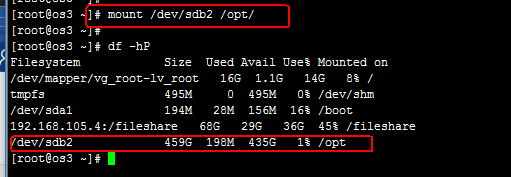 [root@os3 ~]# mount /dev/sdb2 /opt/
[root@os3 ~]#
[root@os3 ~]# df -hP
Filesystem Size Used Avail Use% Mounted on
/dev/mapper/vg_root-lv_root 16G 1.1G 14G 8% /
tmpfs 495M 0 495M 0% /dev/shm
/dev/sda1 194M 28M 156M 16% /boot
192.168.105.4:/fileshare 68G 29G 36G 45% /fileshare
/dev/sdb2 459G 198M 435G 1% /opt
[root@os3 ~]#